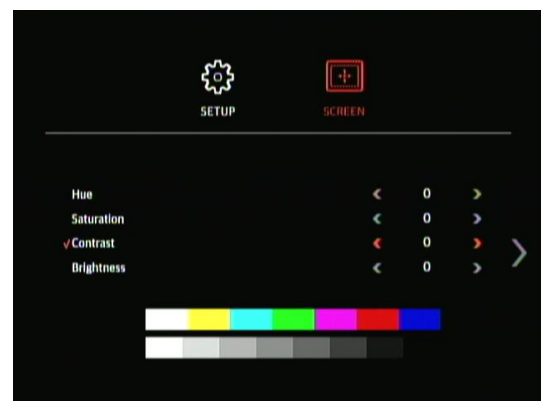 SETUP SCREEN
Hue < 0 >
Saturation < 0 >
√Contrast < 0 >
Brightness < 0 >